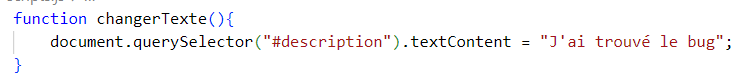 function changerTexte(){
    document.querySelector("#description").textContent = "J'ai trouvé le bug";
}